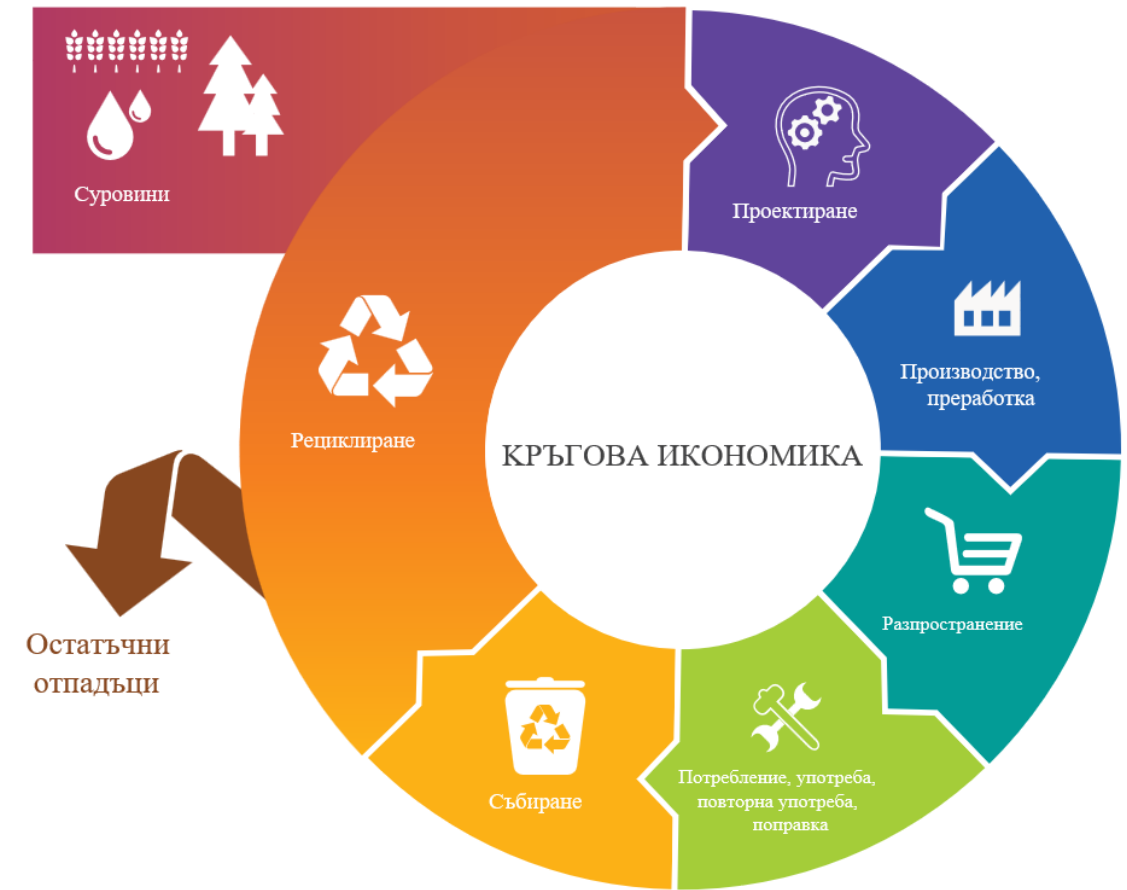 Суровини
Проектиране
Производство,
преработка
Рециклиране
КРЪГОВА ИКОНОМИКА
Разпространение
Остатъчни
отпадъци
Потребление, употреба,
повторна употреба,
поправка
Събиране